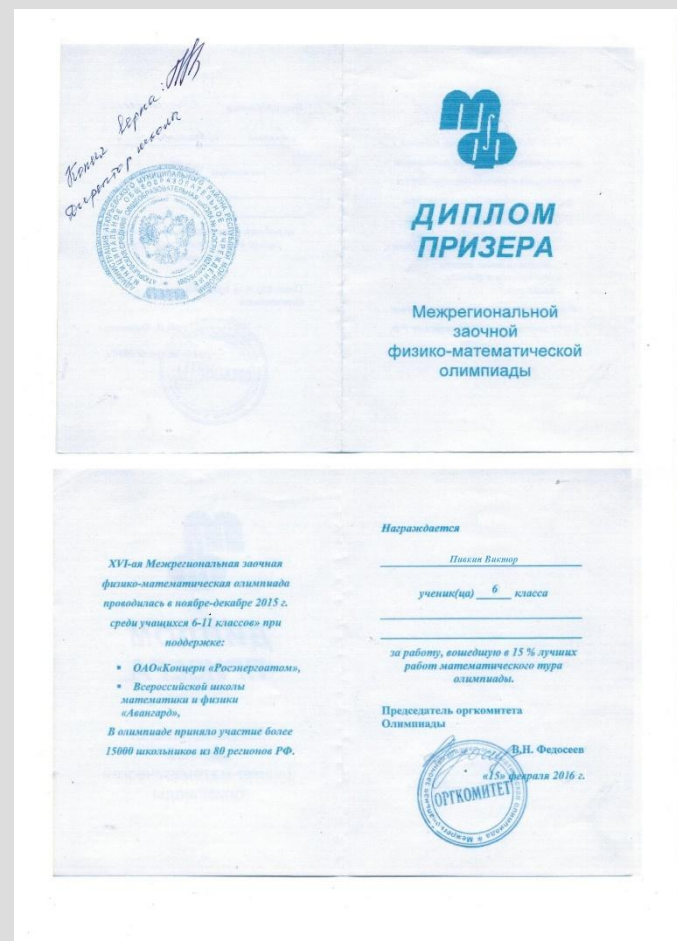 Копия верна:
Директор школы
ДИПЛОМ
ПРИЗЕРА
Межрегиональной
заочной
физико-математической
олимпиады
XVI-ая Межрегиональная заочная
физико-математическая олимпиада
проводилась в ноябре-декабре 2015 г.
среди учащихся 6-11 классов» при
поддержке:
• ОАО«Концерн «Росэнергоатом»,
• Всероссийской школы
математики и физики
«Авангард»,
В олимпиаде приняло участие более
15000 школьников из 80 регионов РФ.
Награждается
Пивкин Виктор
ученик(ца) 6 класса
за работу, вошедшую в 15 % лучших
работ математического тура
олимпиады.
Председатель оргкомитета
Олимпиады
В.Н. Федосеев
«15» февраля 2016 г.
ОРГКОМИТЕТ